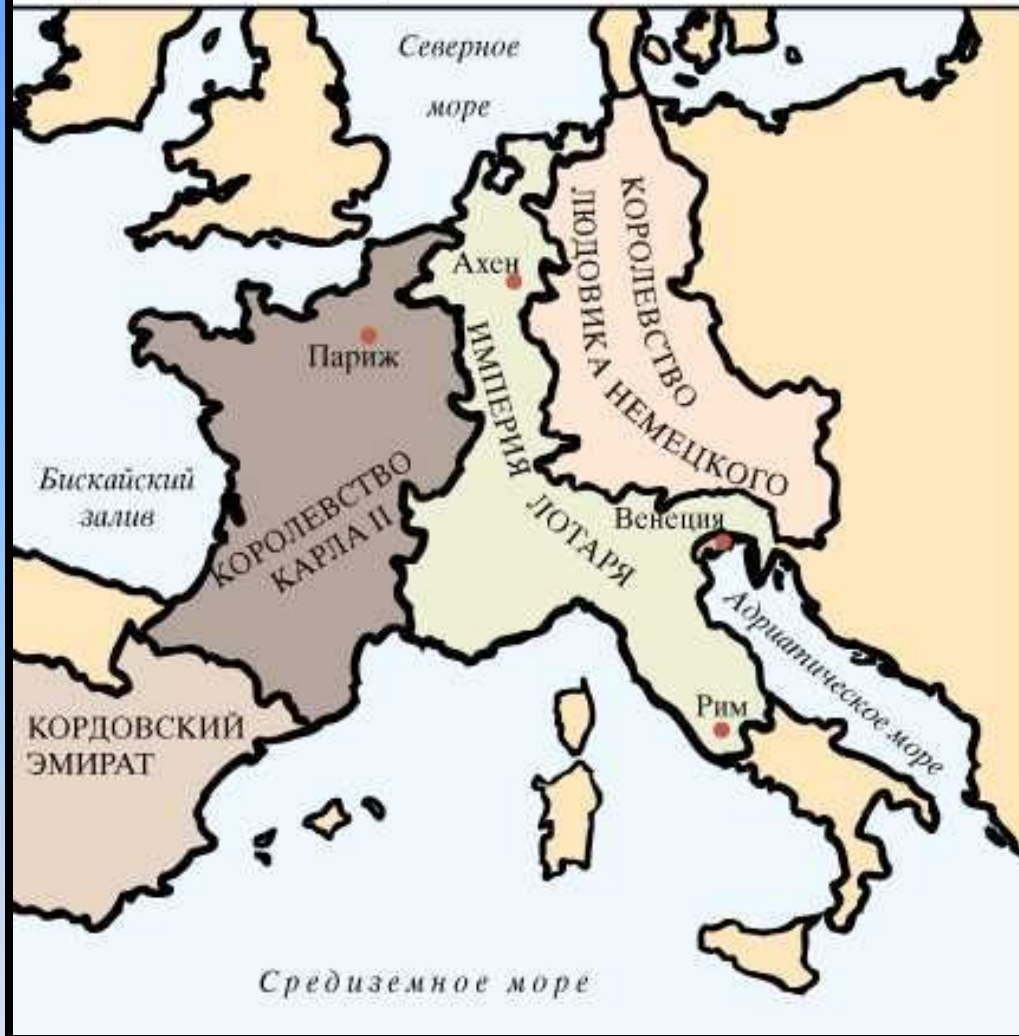 Северное
море
Ахен
КОРОЛЕВСТВО
ЛЮДОВИКА НЕМЕЦКОГО
Париж
ИМПЕРИЯ
ЛОТАРЯ
Бискайский
залив
КОРОЛЕВСТВО
КАРЛА II
Венеция
Адриатическое море
Рим
КОРДОВСКИЙ
ЭМИРАТ
Средиземное море